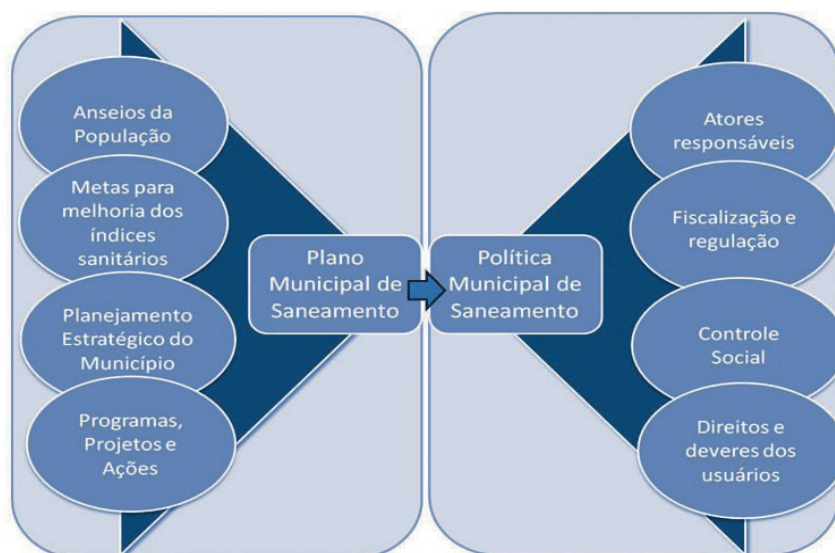 Anseios da
População
Metas para
melhoria dos
índices
sanitários
Planejamento
Estratégico do
Município
Programas,
Projetos e
Ações
Plano
Municipal de
Saneamento
Política
Municipal de
Saneamento
Atores
responsáveis
Fiscalização e
regulação
Controle
Social
Direitos e
deveres dos
usuários